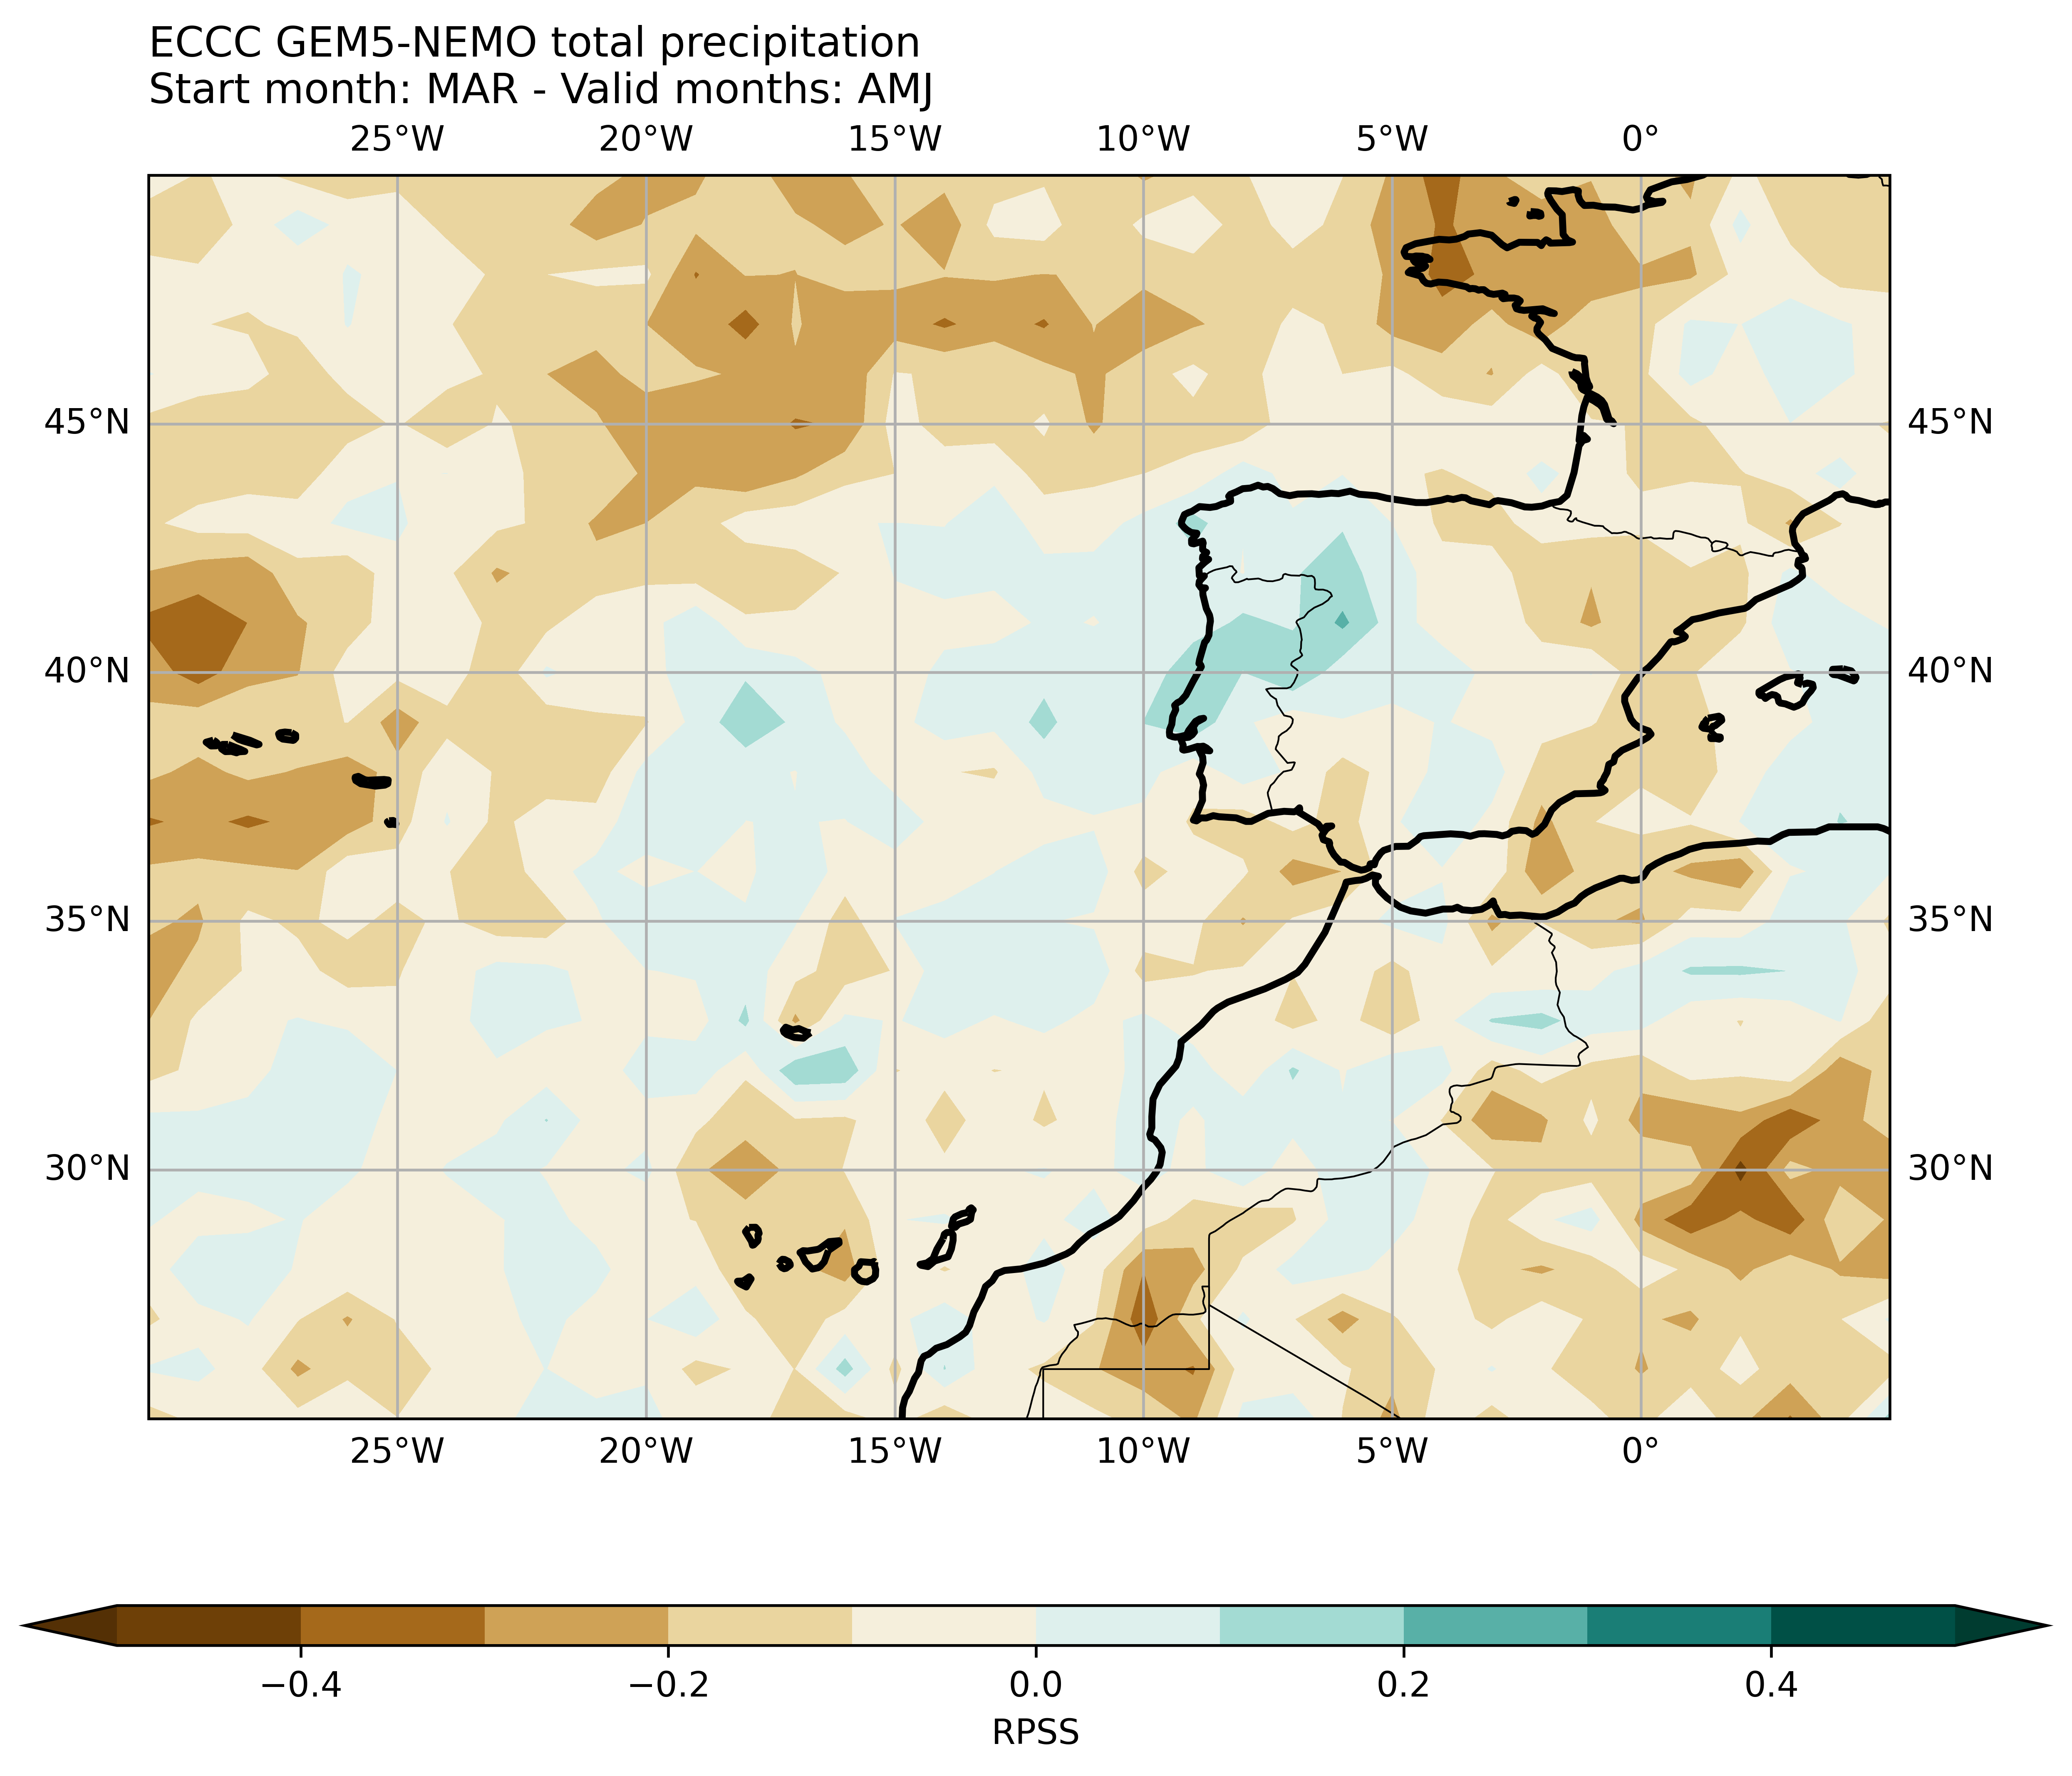 ECCC GEM5-NEMO total precipitation
Start month: MAR - Valid months: AMJ
25°W 20°W 15°W 10°W 5°W 0°
45°N 45°N
40°N 40°N
35°N 35°N
30°N 30°N
25°W 20°W 15°W 10°W 5°W 0°
−0.4 −0.2 0.0 0.2 0.4
RPSS